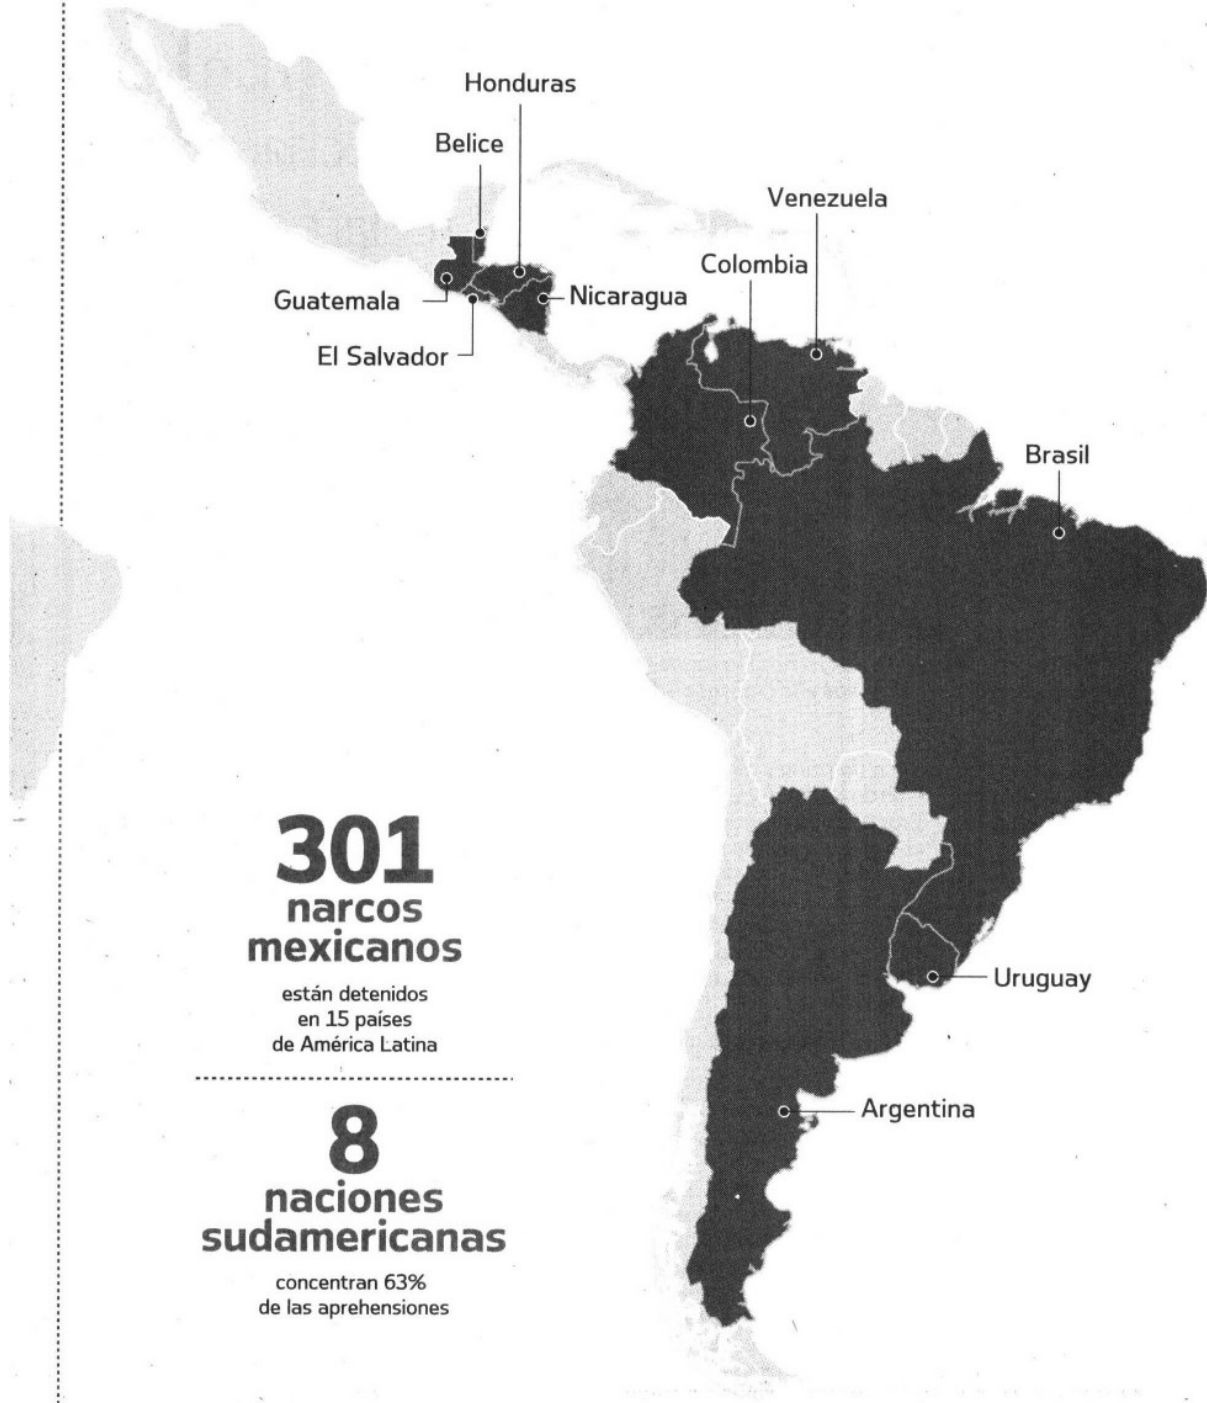 Honduras
Belice
Venezuela
Colombia
Guatemala
Nicaragua
El Salvador
Brasil
301
narcos
mexicanos
están detenidos
en 15 países
de América Latina
Uruguay
8
naciones
sudamericanas
concentran 63%
de las aprehensiones
Argentina